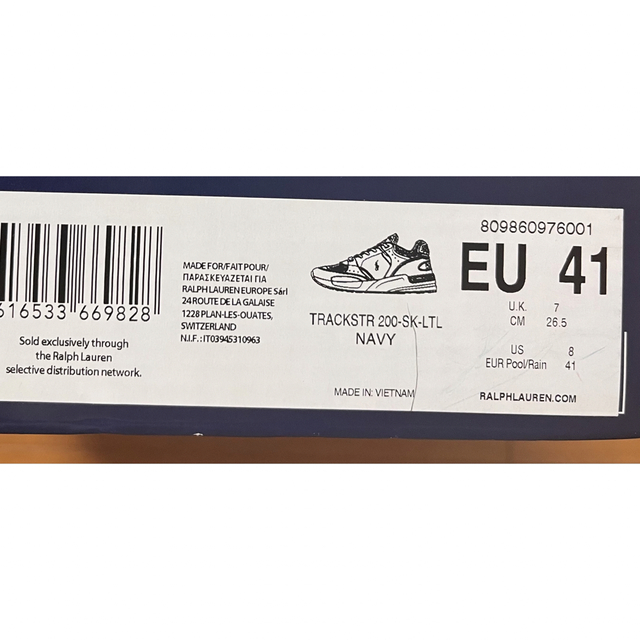 616533 669828
Sold exclusively through
the Ralph Lauren
selective distribution network.
MADE FOR/FAIT POUR/
ΠΑΡΑΣΚΕΥΑΖΕΤΑΙ ΓΙΑ
RALPH LAUREN EUROPE Sárl
24 ROUTE DE LA GALAISE
1228 PLAN-LES-OUATES,
SWITZERLAND
N.I.F.: IT03945310963
TRACKSTR 200-SK-LTL
NAVY
MADE IN: VIETNAM
809860976001
EU 41
U.K. 7
CM 26.5
US 8
EUR Pool/Rain 41
RALPHLAUREN.COM